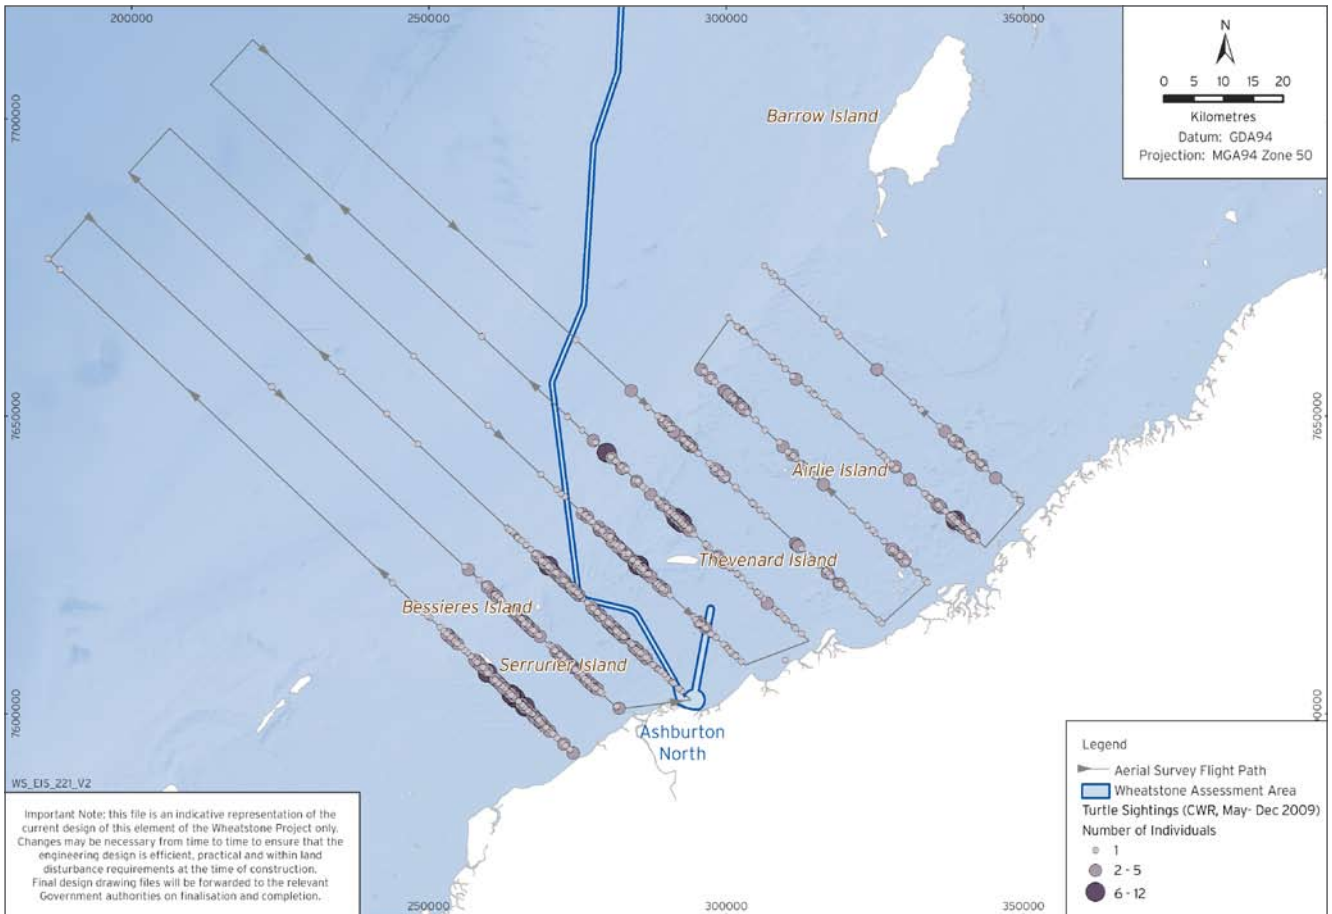 200000 250000 300000 350000
N
0 5 10 15 20
Kilometres
Datum: GDA94
Projection: MGA94 Zone 50
Barrow Island
7700000
7650000
7650000
Airlie Island
Thevenard Island
Bessieres Island
Serrurier Island
7600000
Ashburton
North
WS_EIS_221_V2
Important Note: this file is an indicative representation of the
current design of this element of the Wheatstone Project only.
Changes may be necessary from time to time to ensure that the
engineering design is efficient, practical and within land
disturbance requirements at the time of construction.
Final design drawing files will be forwarded to the relevant
Government authorities on finalisation and completion.
Legend
Aerial Survey Flight Path
Wheatstone Assessment Area
Turtle Sightings (CWR, May- Dec 2009)
Number of Individuals
1
2 - 5
6 - 12
250000 300000 350000